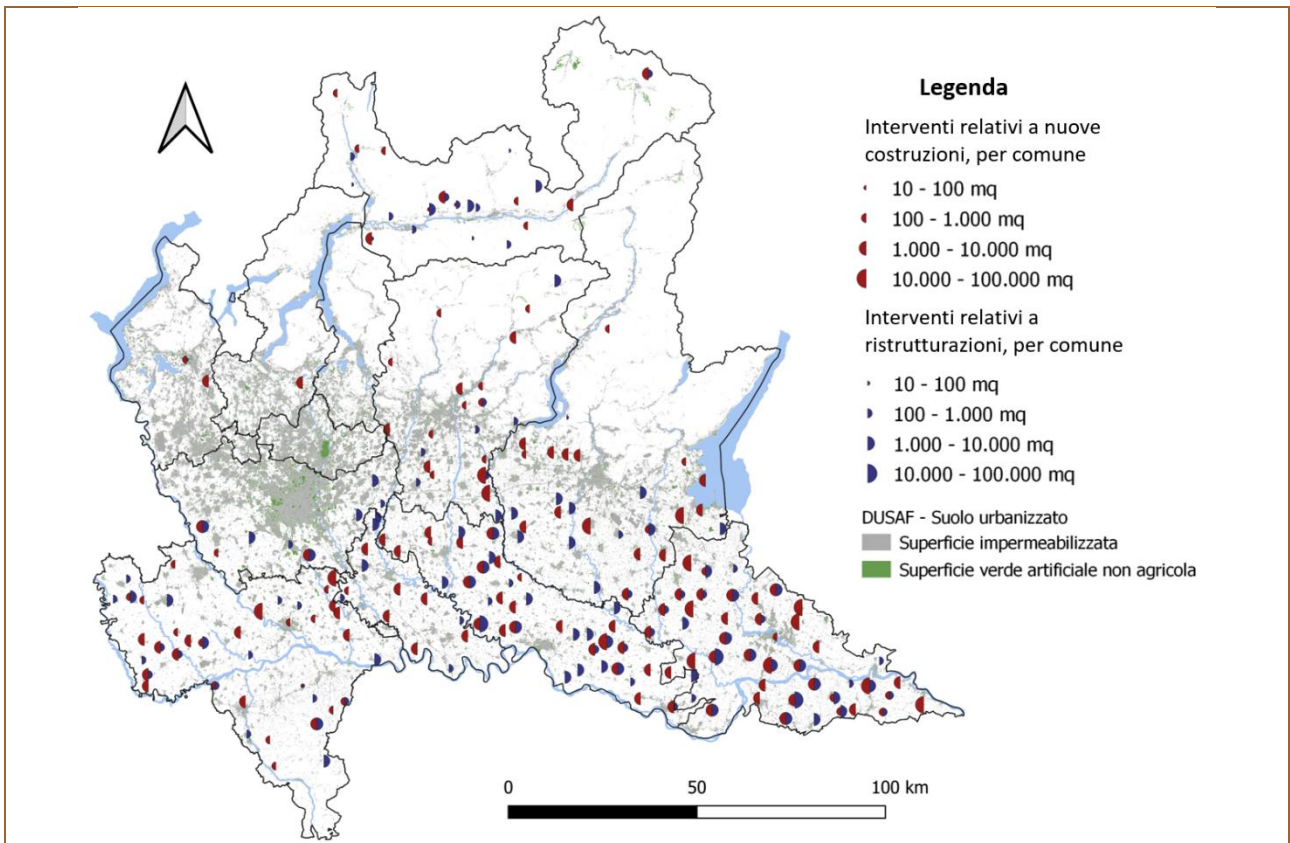 Legenda
Interventi relativi a nuove
costruzioni, per comune
10 - 100 mq
100 - 1.000 mq
1.000 - 10.000 mq
10.000 - 100.000 mq
Interventi relativi a
ristrutturazioni, per comune
10 - 100 mq
100 - 1.000 mq
1.000 - 10.000 mq
10.000 - 100.000 mq
DUSAF - Suolo urbanizzato
Superficie impermeabilizzata
Superficie verde artificiale non agricola
0 50 100 km